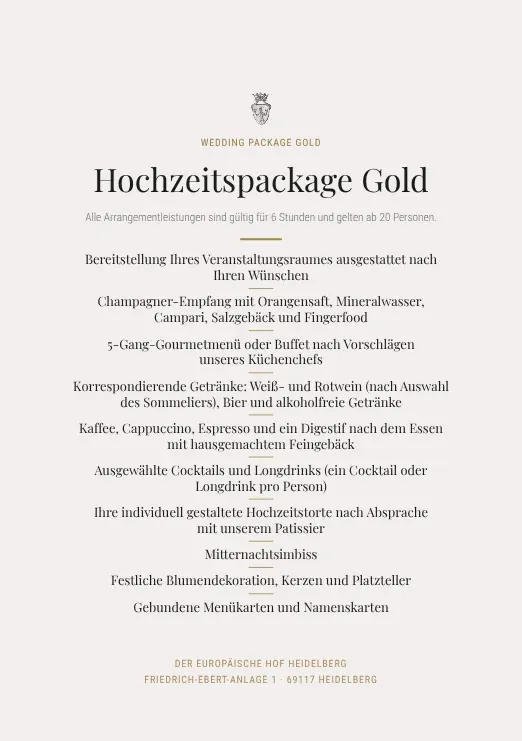 WEDDING PACKAGE GOLD
Hochzeitspackage Gold
Alle Arrangementleistungen sind gültig für 6 Stunden und gelten ab 20 Personen.
Bereitstellung Ihres Veranstaltungsraumes ausgestattet nach
Ihren Wünschen
Champagner-Empfang mit Orangensaft, Mineralwasser,
Campari, Salzgebäck und Fingerfood
5-Gang-Gourmetmenü oder Buffet nach Vorschlägen
unseres Küchenchefs
Korrespondierende Getränke: Weiß- und Rotwein (nach Auswahl
des Sommeliers), Bier und alkoholfreie Getränke
Kaffee, Cappuccino, Espresso und ein Digestif nach dem Essen
mit hausgemachtem Feingebäck
Ausgewählte Cocktails und Longdrinks (ein Cocktail oder
Longdrink pro Person)
Ihre individuell gestaltete Hochzeitstorte nach Absprache
mit unserem Patissier
Mitternachtsimbiss
Festliche Blumendekoration, Kerzen und Platzteller
Gebundene Menükarten und Namenskarten
DER EUROPÄISCHE HOF HEIDELBERG
FRIEDRICH-EBERT-ANLAGE 1 · 69117 HEIDELBERG